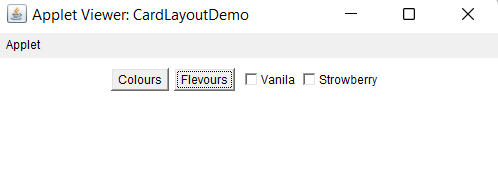 Applet Viewer: CardLayoutDemo
Applet
Colours Flevours Vanila Strowberry